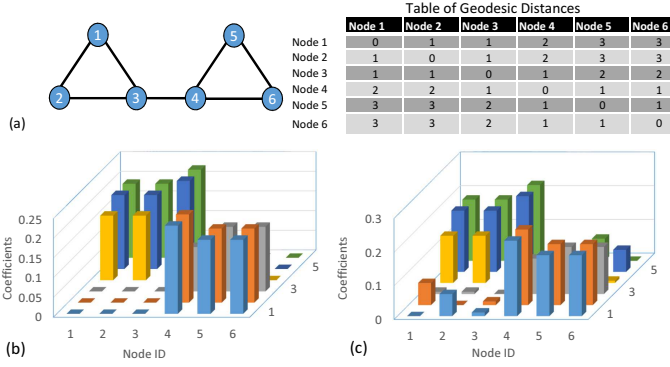 Table of Geodesic Distances
Node 1 Node 2 Node 3 Node 4 Node 5 Node 6
Node 1 0 1 1 2 3 3
Node 2 1 0 1 2 3 3
Node 3 1 1 0 1 2 2
Node 4 2 2 1 0 1 1
Node 5 3 3 2 1 0 1
Node 6 3 3 2 1 1 0
1 5
2 3 4 6
(a)
0.25
0.2
0.15
0.1
0.05
0
Coefficients
1 2 3 4 5 6
1 3 5
Node ID
(b)
0.3
0.2
0.1
0
Coefficients
1 2 3 4 5 6
1 3 5
Node ID
(c)